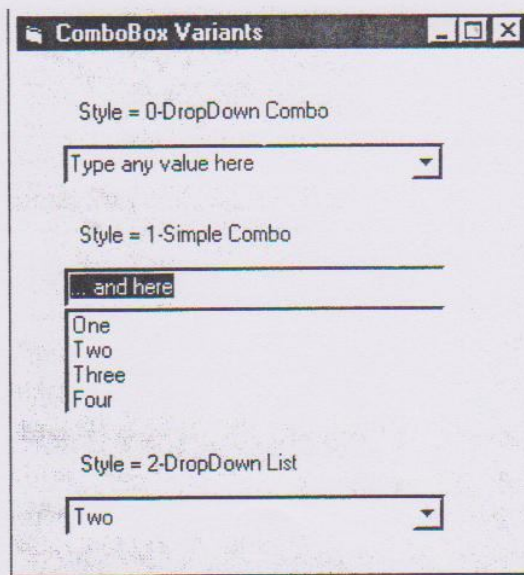 ComboBox Variants
Style = 0-DropDown Combo
Type any value here
Style = 1-Simple Combo
... and here
One
Two
Three
Four
Style = 2-DropDown List
Two